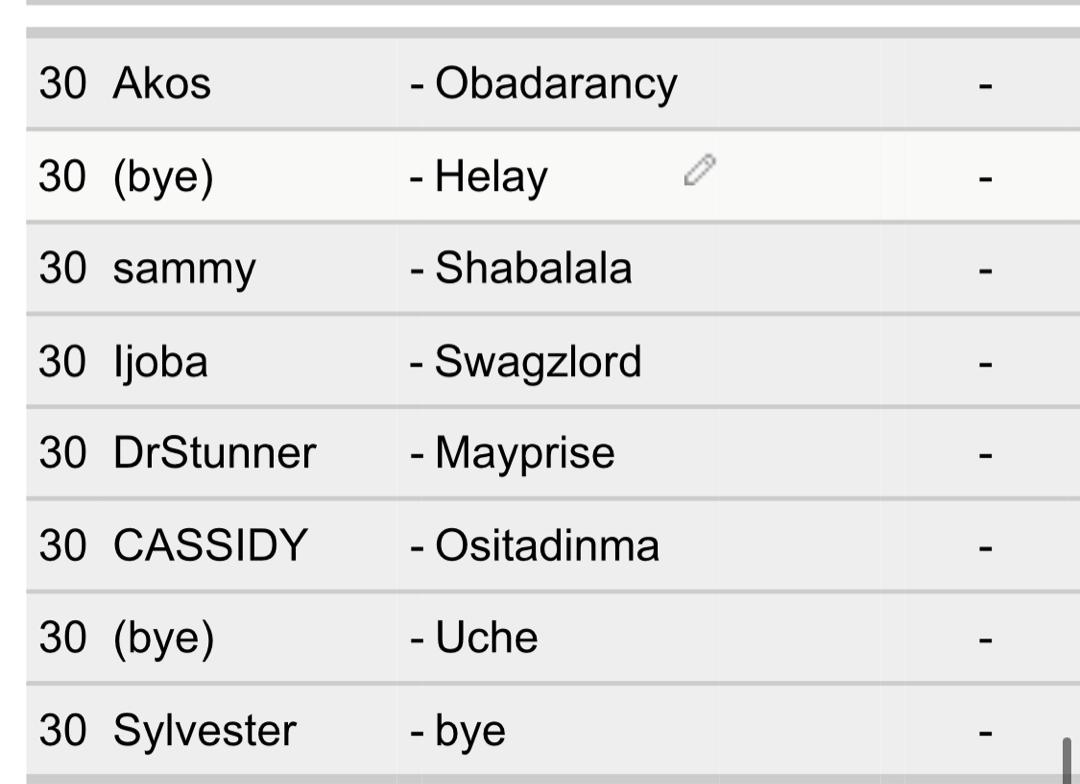 30 Akos - Obadarancy -
30 (bye) - Helay -
30 sammy - Shabalala -
30 Ijoba - Swagzlord -
30 DrStunner - Mayprise -
30 CASSIDY - Ositadinma -
30 (bye) - Uche -
30 Sylvester - bye -